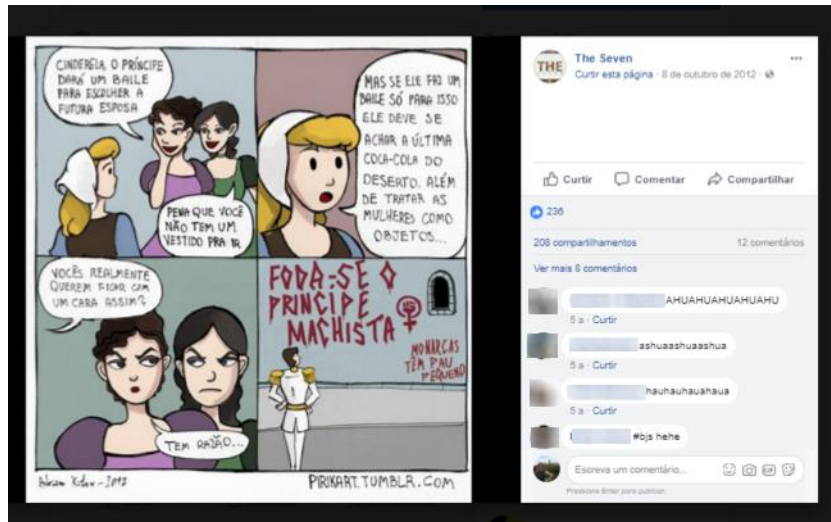 CINDERELA, O PRÍNCIPE
DARÁ UM BAILE
PARA ESCOLHER A
FUTURA ESPOSA
PENA QUE VOCÊ
NÃO TEM UM
VESTIDO PRA IR
MAS SE ELE FAZ UM
BAILE SÓ PARA ISSO
ELE DEVE SE
ACHAR A ÚLTIMA
COCA-COLA DO
DESERTO. ALÉM
DE TRATAR AS
MULHERES COMO
OBJETOS...
VOCÊS REALMENTE
QUEREM FICAR COM
UM CARA ASSIM?
TEM RAZÃO...
FODA-SE O
PRÍNCIPE
MACHISTA
MONARCAS
TÊM PAU
PEQUENO
2012
PIRIKART.TUMBLR.COM
THE
The Seven
Curtir esta página · 8 de outubro de 2012 ·
Curtir Comentar Compartilhar
236
208 compartilhamentos 12 comentários
Ver mais 8 comentários
AHUAHUAHUAHUAHU
5 a · Curtir
ashuaashuaashua
5 a · Curtir
hauhauhauahaua
5 a · Curtir
#bjs hehe
Escreva um comentário...
GIF
Pressione Enter para publicar.